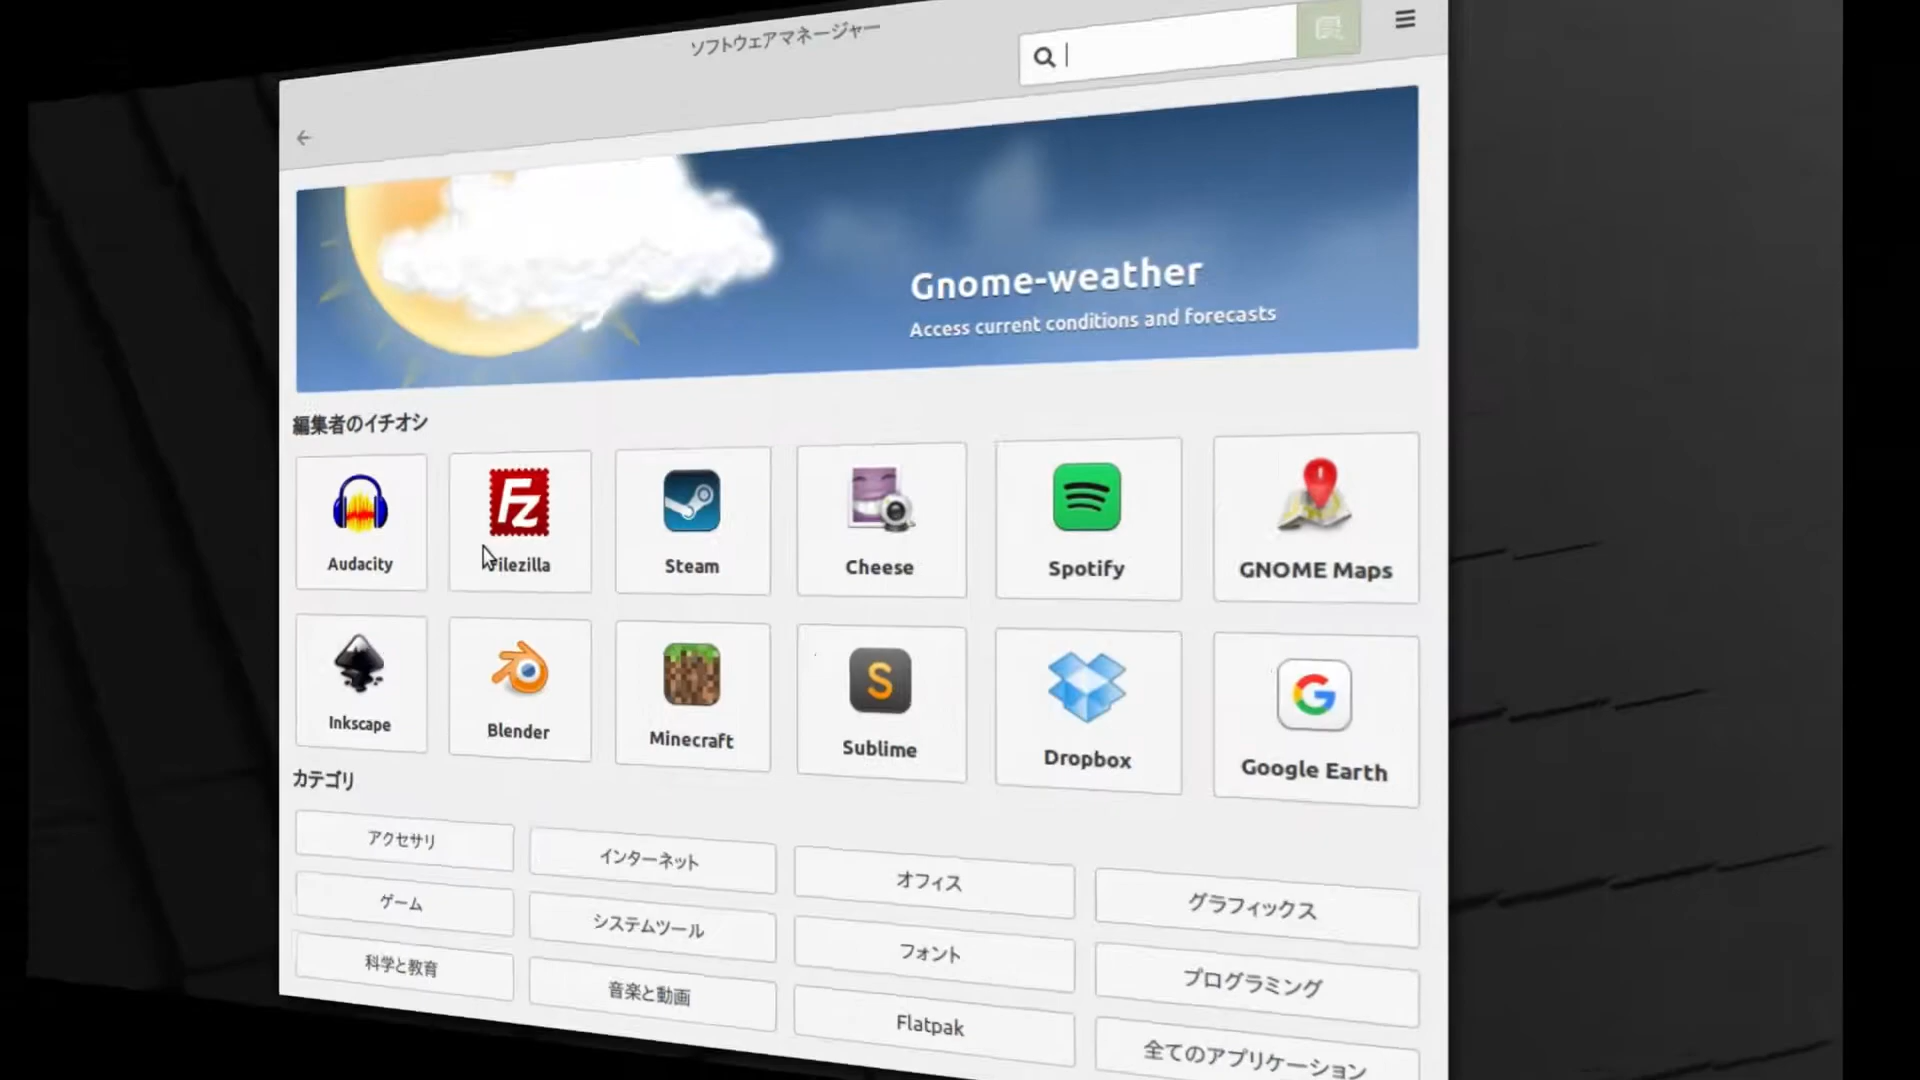 ソフトウェアマネージャー
Gnome-weather
Access current conditions and forecasts
編集者のイチオシ
Audacity
Filezilla
Steam
Cheese
Spotify
GNOME Maps
Inkscape
Blender
Minecraft
Sublime
Dropbox
Google Earth
カテゴリ
アクセサリ
インターネット
オフィス
グラフィックス
ゲーム
システムツール
フォント
プログラミング
科学と教育
音楽と動画
Flatpak
全てのアプリケーション